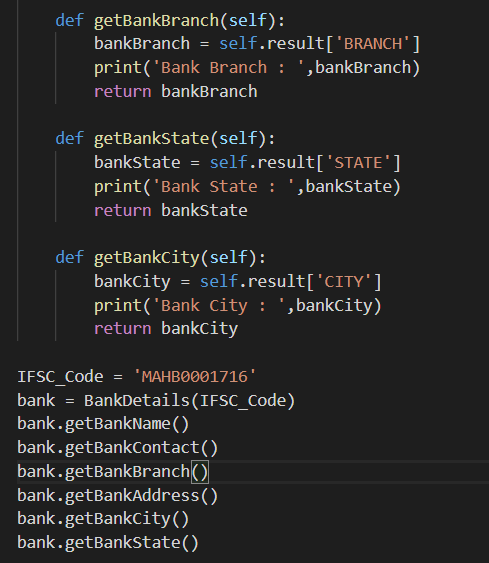 def getBankBranch(self):
bankBranch = self.result['BRANCH']
print('Bank Branch : ',bankBranch)
return bankBranch
def getBankState(self):
bankState = self.result['STATE']
print('Bank State : ',bankState)
return bankState
def getBankCity(self):
bankCity = self.result['CITY']
print('Bank City : ',bankCity)
return bankCity
IFSC_Code = 'MAHB0001716'
bank = BankDetails(IFSC_Code)
bank.getBankName()
bank.getBankContact()
bank.getBankBranch()
bank.getBankAddress()
bank.getBankCity()
bank.getBankState()